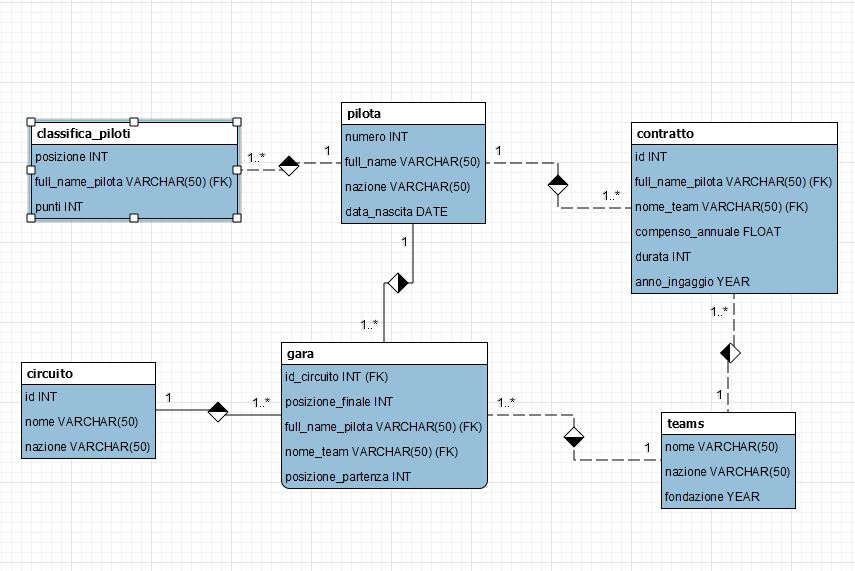 classifica_piloti
posizione INT
full_name_pilota VARCHAR(50) (FK)
punti INT
1..*
1
pilota
numero INT
full_name VARCHAR(50)
nazione VARCHAR(50)
data_nascita DATE
1
1..*
contratto
id INT
full_name_pilota VARCHAR(50) (FK)
nome_team VARCHAR(50) (FK)
compenso_annuale FLOAT
durata INT
anno_ingaggio YEAR
1
1..*
1..*
1
circuito
id INT
nome VARCHAR(50)
nazione VARCHAR(50)
1
1..*
gara
id_circuito INT (FK)
posizione_finale INT
full_name_pilota VARCHAR(50) (FK)
nome_team VARCHAR(50) (FK)
posizione_partenza INT
1..*
1
teams
nome VARCHAR(50)
nazione VARCHAR(50)
fondazione YEAR